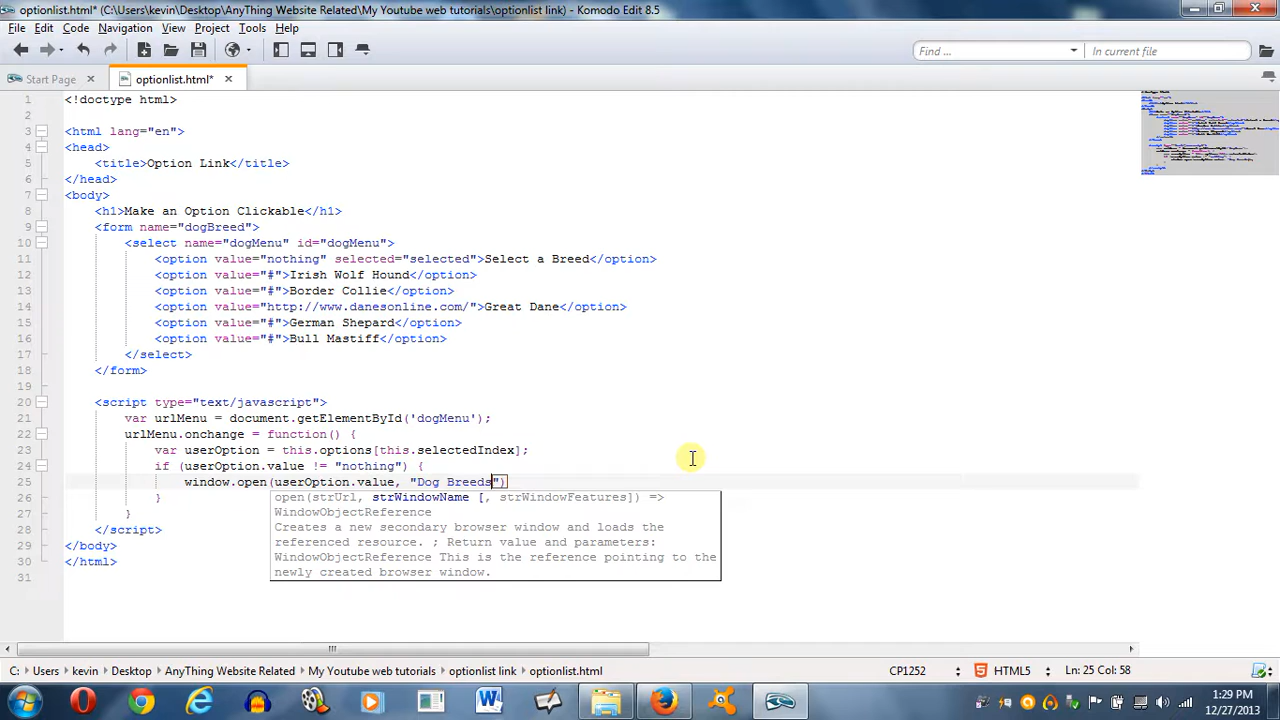 optionlist.html* (C:\Users\kevin\Desktop\AnyThing Website Related\My Youtube web tutorials\optionlist link) - Komodo Edit 8.5
File Edit Code Navigation View Project Tools Help
Find ... In current file
Start Page optionlist.html*
1 <!doctype html>
2
3 <html lang="en">
4 <head>
5 <title>Option Link</title>
6 </head>
7 <body>
8 <h1>Make an Option Clickable</h1>
9 <form name="dogBreed">
10 <select name="dogMenu" id="dogMenu">
11 <option value="nothing" selected="selected">Select a Breed</option>
12 <option value="#">Irish Wolf Hound</option>
13 <option value="#">Border Collie</option>
14 <option value="http://www.danesonline.com/">Great Dane</option>
15 <option value="#">German Shepard</option>
16 <option value="#">Bull Mastiff</option>
17 </select>
18 </form>
19
20 <script type="text/javascript">
21 var urlMenu = document.getElementById('dogMenu');
22 urlMenu.onchange = function() {
23 var userOption = this.options[this.selectedIndex];
24 if (userOption.value != "nothing") {
25 window.open(userOption.value, "Dog Breeds")
26 }
27 }
28 </script>
29 </body>
30 </html>
31
open(strUrl, strWindowName [, strWindowFeatures]) =>
WindowObjectReference
Creates a new secondary browser window and loads the
referenced resource. ; Return value and parameters:
WindowObjectReference This is the reference pointing to the
newly created browser window.
C: Users kevin Desktop AnyThing Website Related My Youtube web tutorials optionlist link optionlist.html CP1252 HTML5 Ln: 25 Col: 58
1:29 PM
12/27/2013